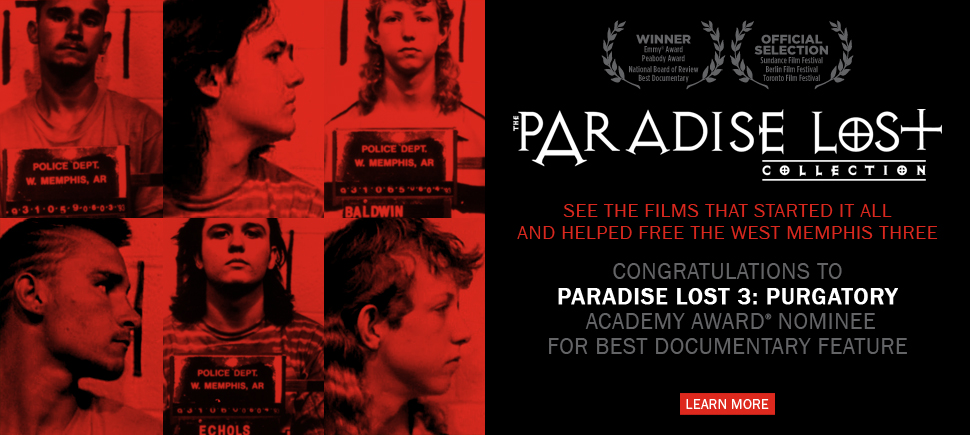 POLICE DEPT.
W. MEMPHIS, AR
POLICE DEPT.
W. MEMPHIS, AR
BALDWIN
POLICE DEPT.
W. MEMPHIS, AR
ECHOLS
WINNER
Emmy® Award
Peabody Award
National Board of Review
Best Documentary
OFFICIAL
SELECTION
Sundance Film Festival
Berlin Film Festival
Toronto Film Festival
THE PARADISE LOST
COLLECTION
SEE THE FILMS THAT STARTED IT ALL
AND HELPED FREE THE WEST MEMPHIS THREE
CONGRATULATIONS TO
PARADISE LOST 3: PURGATORY
ACADEMY AWARD® NOMINEE
FOR BEST DOCUMENTARY FEATURE
LEARN MORE